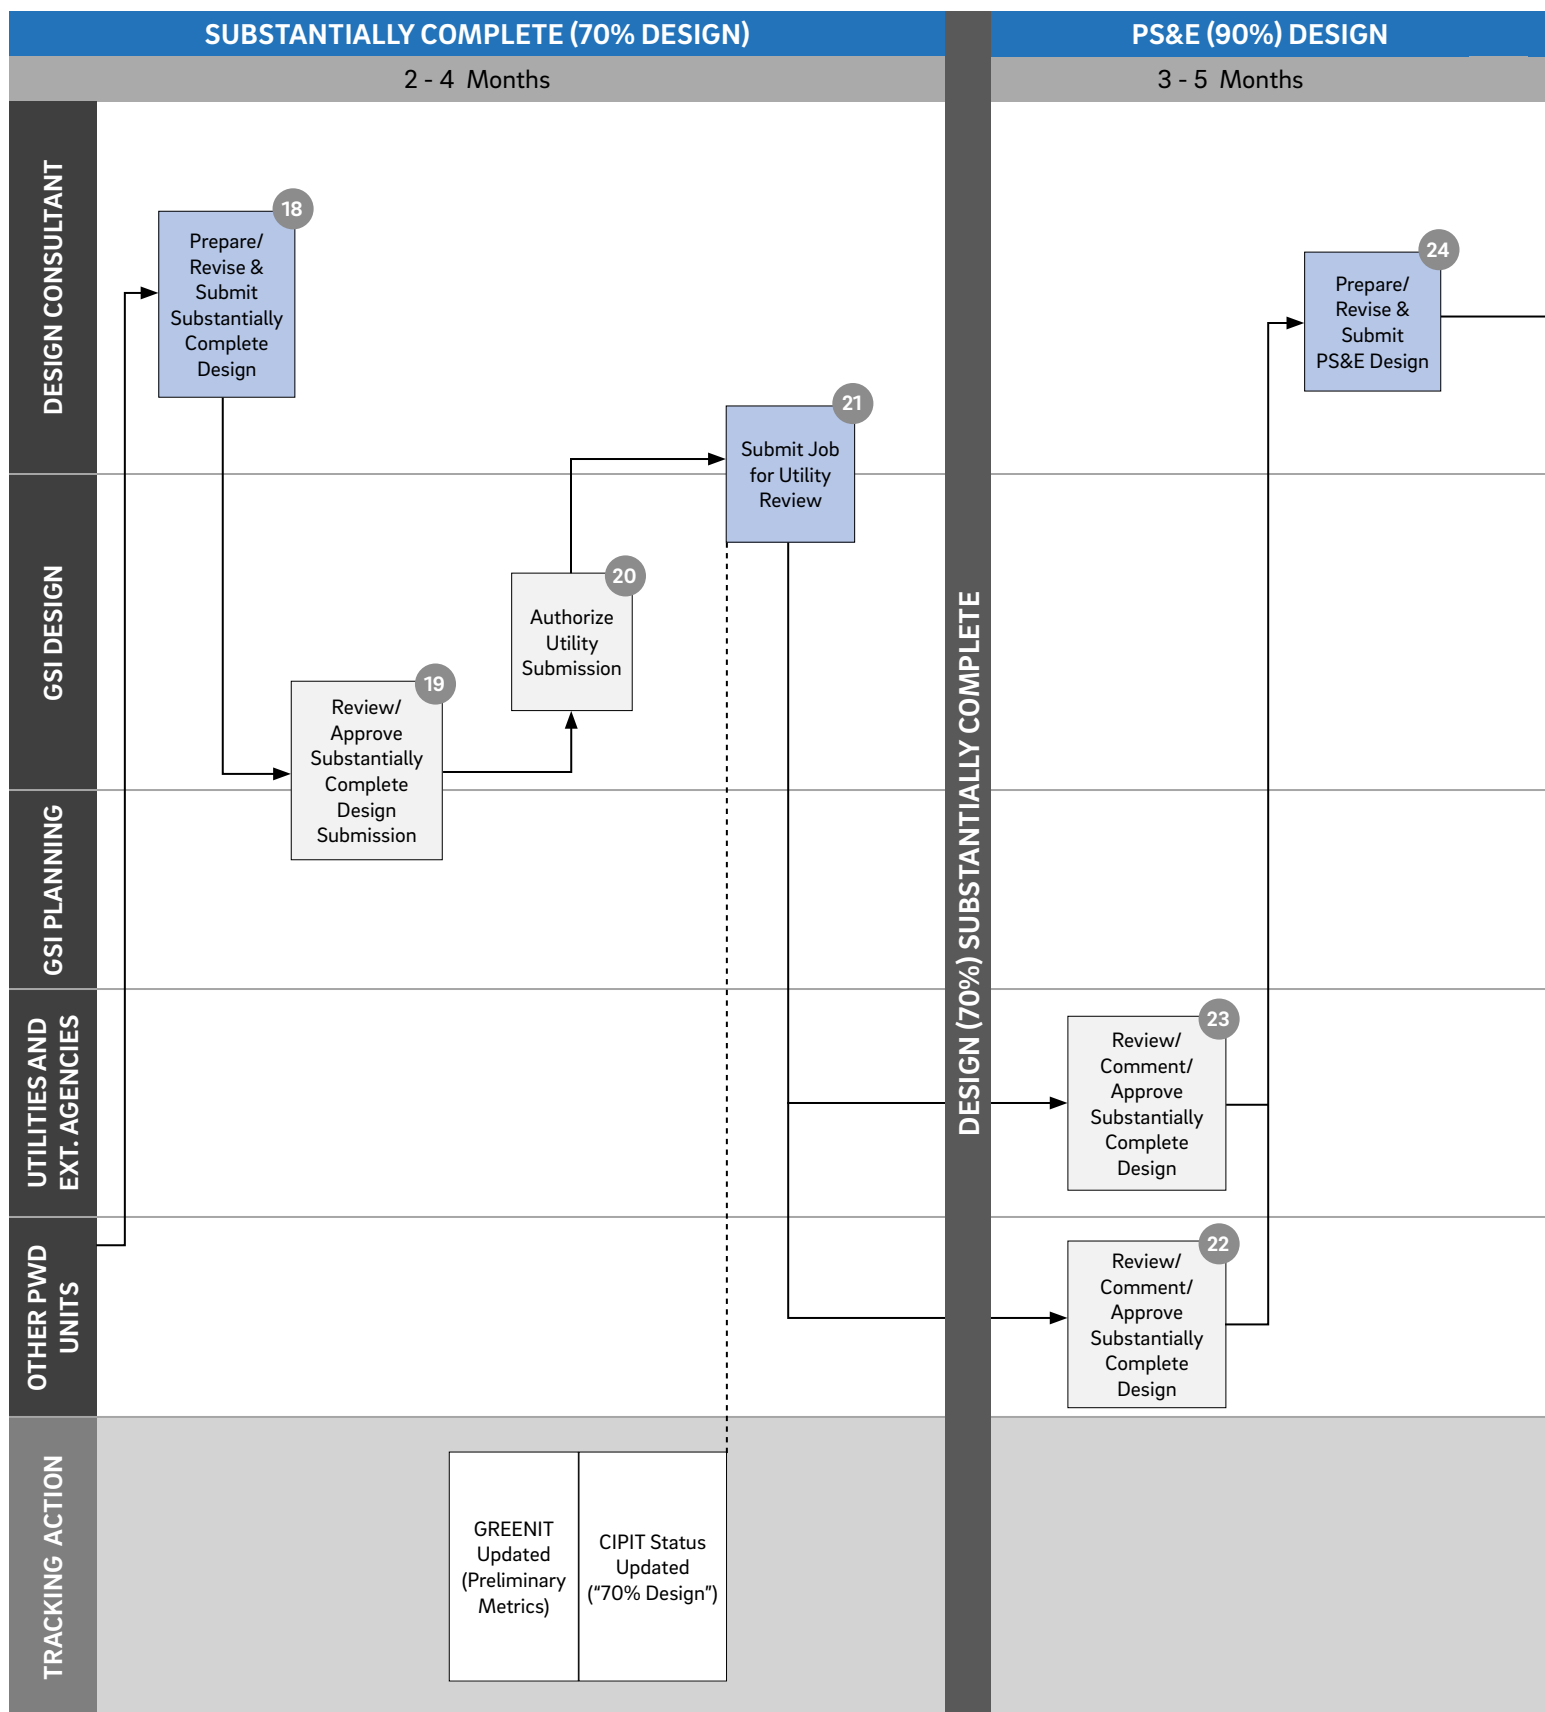 SUBSTANTIALLY COMPLETE (70% DESIGN)
PS&E (90%) DESIGN
2 - 4 Months
3 - 5 Months
DESIGN CONSULTANT
18
Prepare/
Revise &
Submit
Substantially
Complete
Design
21
Submit Job
for Utility
Review
24
Prepare/
Revise &
Submit
PS&E Design
GSI DESIGN
19
Review/
Approve
Substantially
Complete
Design
Submission
20
Authorize
Utility
Submission
DESIGN (70%) SUBSTANTIALLY COMPLETE
GSI PLANNING
UTILITIES AND
EXT. AGENCIES
23
Review/
Comment/
Approve
Substantially
Complete
Design
OTHER PWD
UNITS
22
Review/
Comment/
Approve
Substantially
Complete
Design
TRACKING ACTION
GREENIT
Updated
(Preliminary
Metrics)
CIPIT Status
Updated
(“70% Design”)